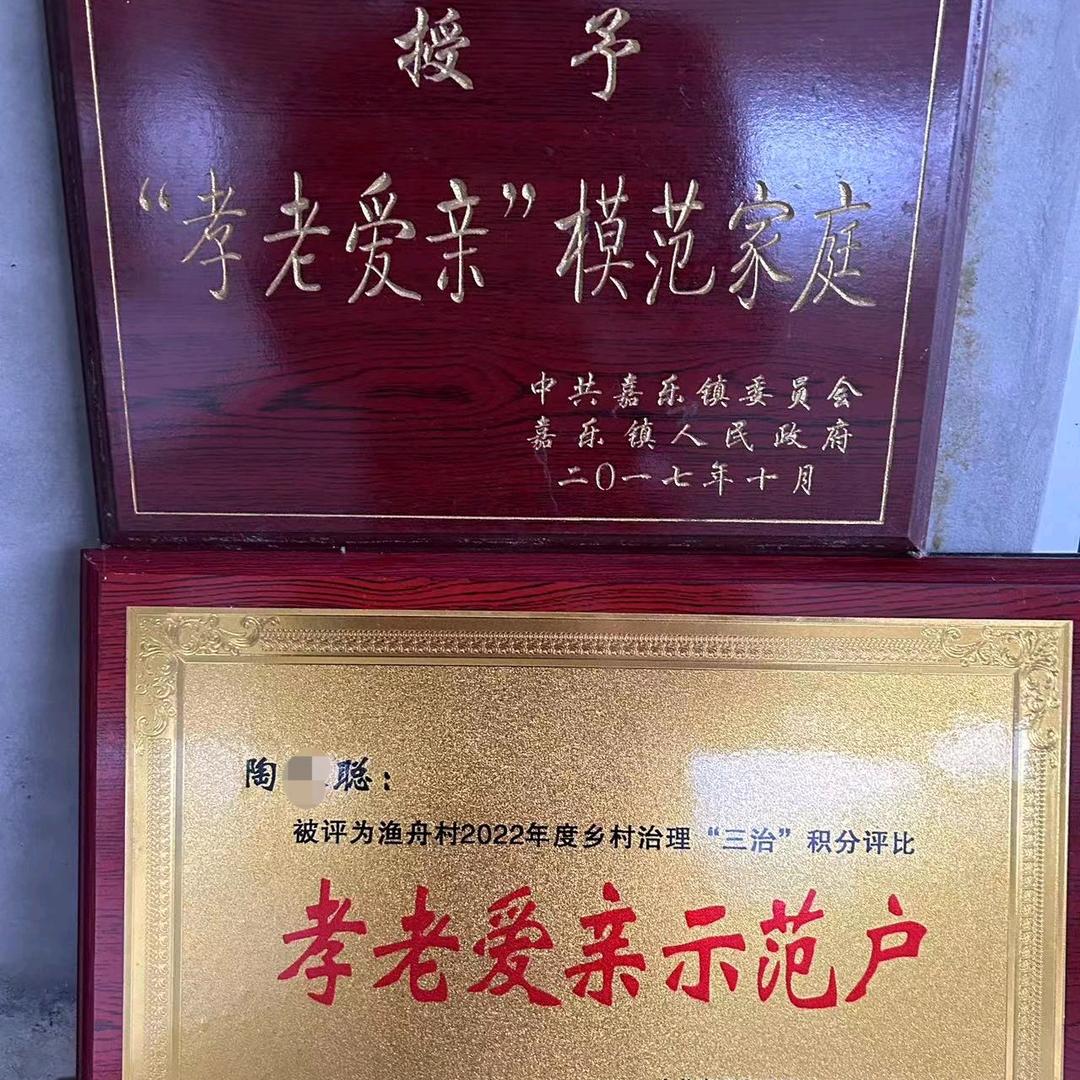 授予
“孝老爱亲”模范家庭
中共嘉乐镇委员会
嘉乐镇人民政府
二〇一七年十月
陶 聪：
被评为渔舟村2022年度乡村治理“三治”积分评比
孝老爱亲示范户